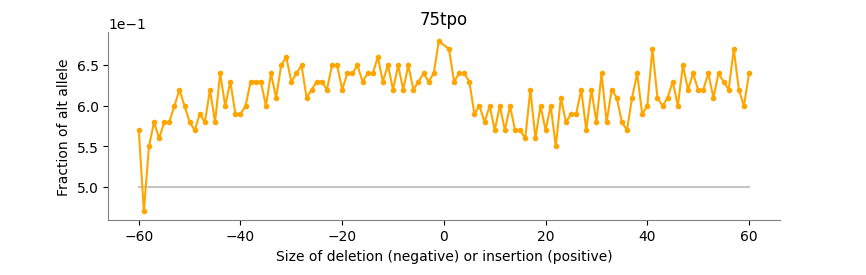 75tpo
1e−1
6.5
6.0
5.5
5.0
Fraction of alt allele
−60 −40 −20 0 20 40 60
Size of deletion (negative) or insertion (positive)